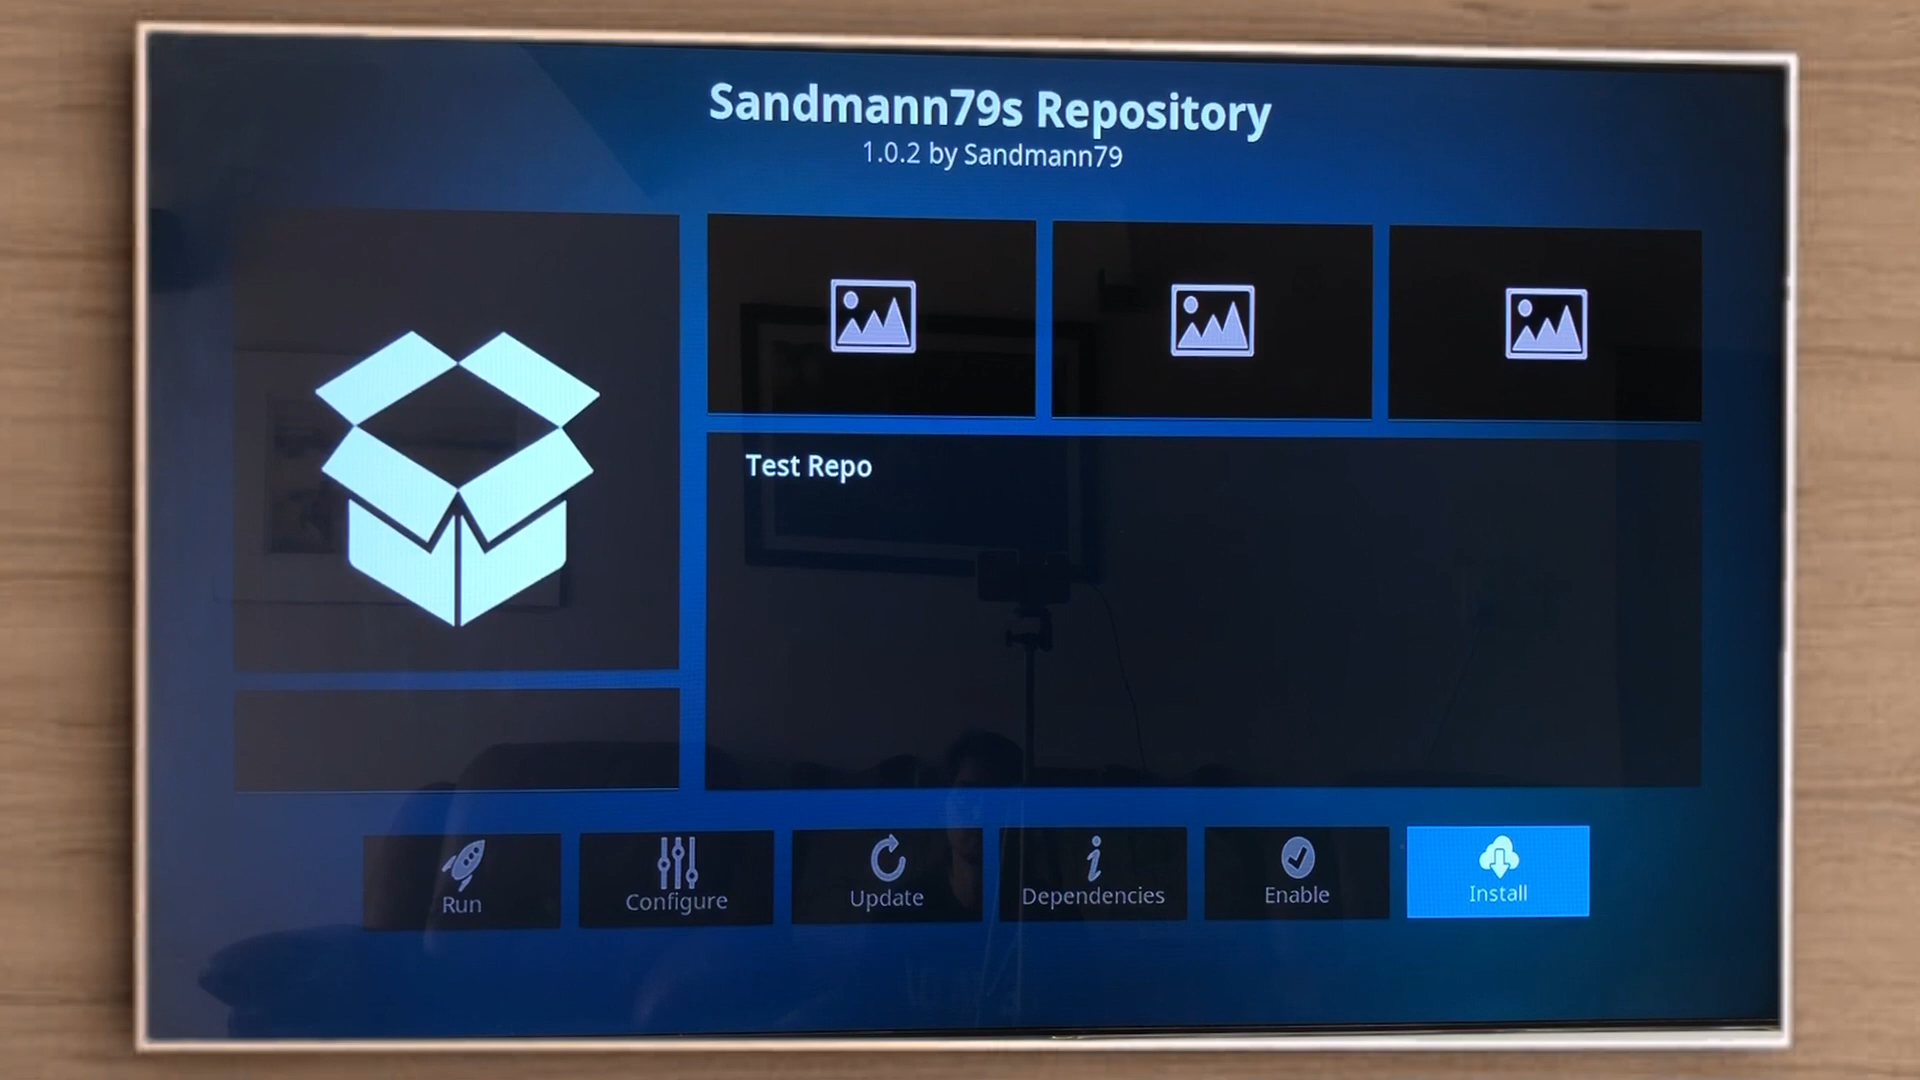 Sandmann79s Repository
1.0.2 by Sandmann79
Test Repo
Run
Configure
Update
Dependencies
Enable
Install